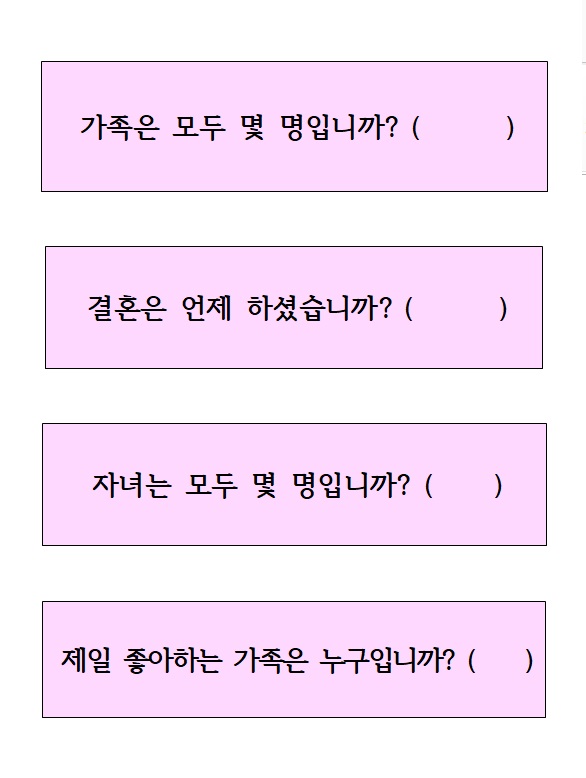 가족은 모두 몇 명입니까? (        )
결혼은 언제 하셨습니까? (        )
자녀는 모두 몇 명입니까? (      )
제일 좋아하는 가족은 누구입니까? (     )